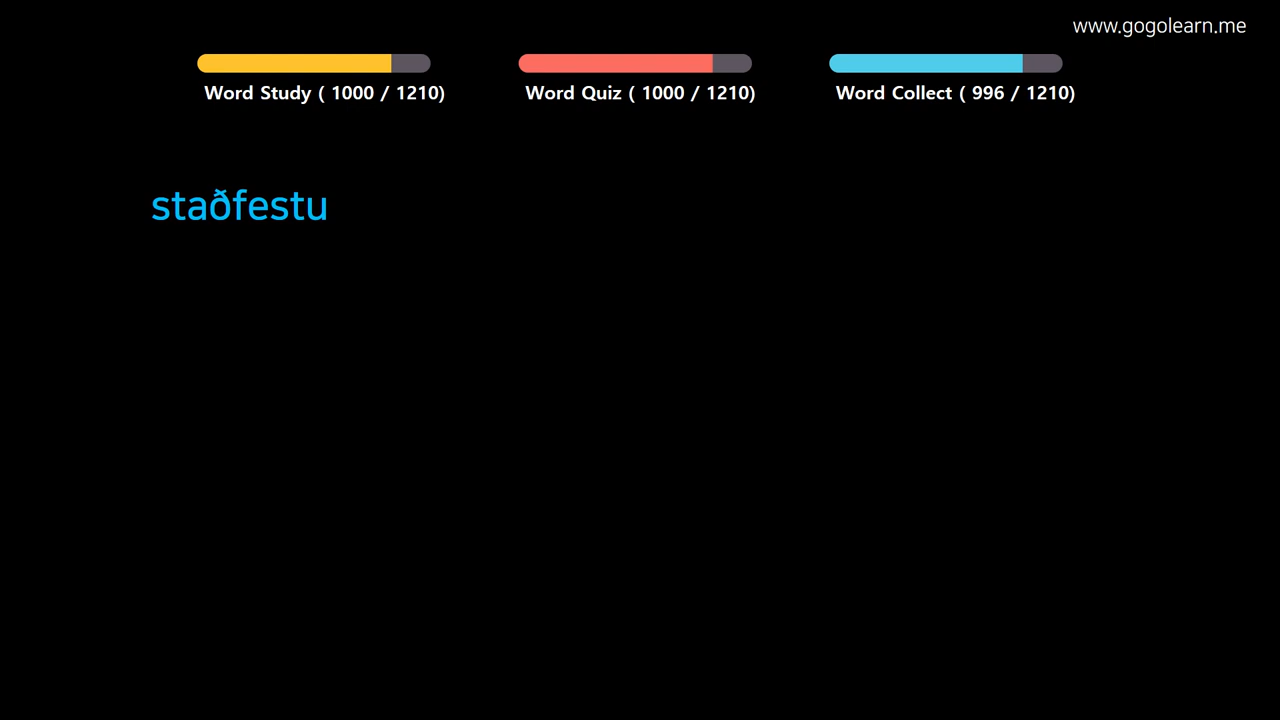 www.gogolearn.me
Word Study ( 1000 / 1210)
Word Quiz ( 1000 / 1210)
Word Collect ( 996 / 1210)
staðfestu